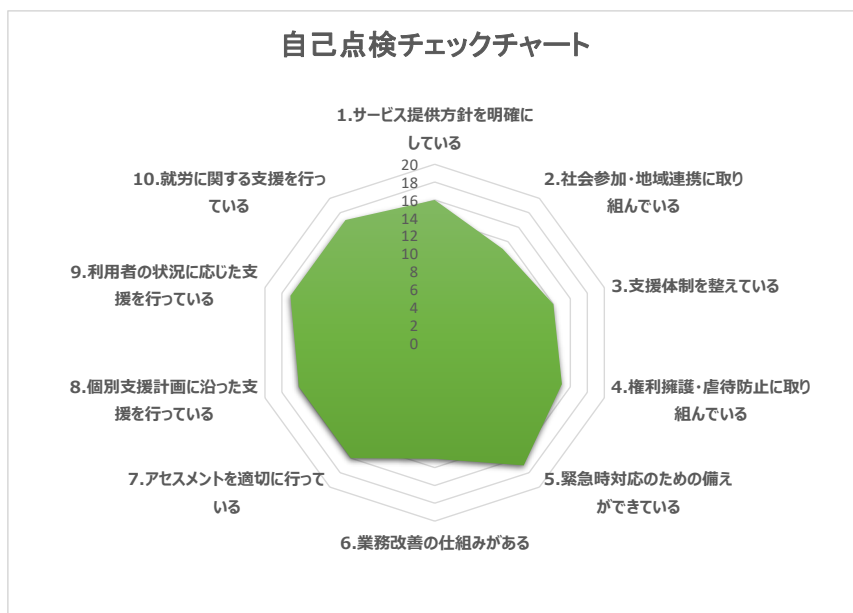 自己点検チェックチャート
1.サービス提供方針を明確に
している
2.社会参加・地域連携に取り
組んでいる
3.支援体制を整えている
4.権利擁護・虐待防止に取り
組んでいる
5.緊急時対応のための備え
ができている
6.業務改善の仕組みがある
7.アセスメントを適切に行って
いる
8.個別支援計画に沿った支
援を行っている
9.利用者の状況に応じた支
援を行っている
10.就労に関する支援を行っ
ている
20
18
16
14
12
10
8
6
4
2
0